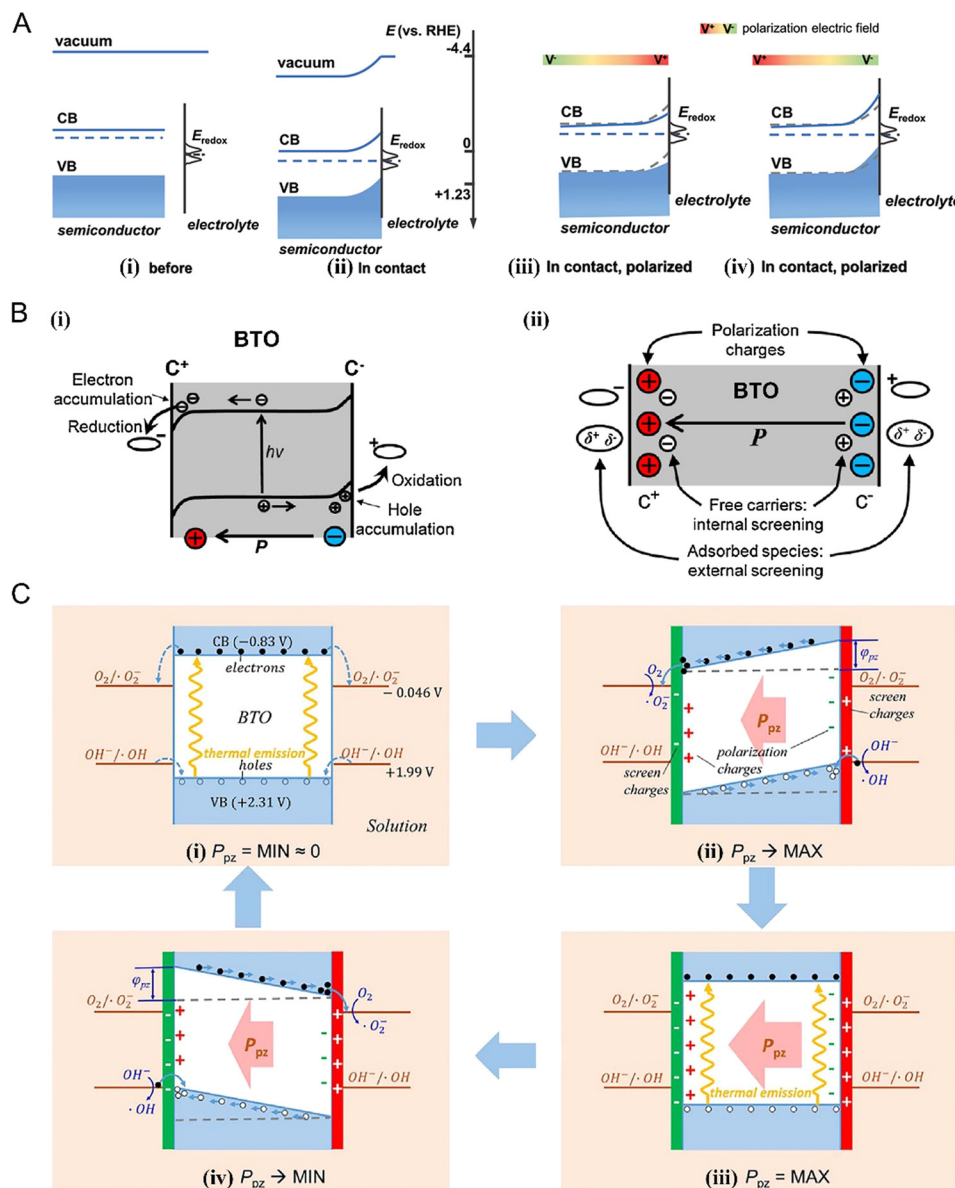 A
vacuum
CB
VB
E_redox
electrolyte
semiconductor
(i) before
vacuum
CB
VB
E_redox
electrolyte
semiconductor
(ii) In contact
E (vs. RHE)
-4.4
0
+1.23
V⁺ V⁻ polarization electric field
V⁻ V⁺
CB
VB
E_redox
electrolyte
(iii) In contact, polarized
V⁺ V⁻
CB
VB
E_redox
electrolyte
(iv) In contact, polarized
B
(i)
BTO
C⁺ C⁻
Electron
accumulation
Reduction
hν
Oxidation
Hole
accumulation
P
(ii)
Polarization
charges
BTO
P
δ⁺ δ⁻
δ⁺ δ⁻
C⁺ C⁻
Free carriers:
internal screening
Adsorbed species:
external screening
C
CB (−0.83 V)
electrons
O₂/·O₂⁻
O₂/·O₂⁻
− 0.046 V
BTO
thermal emission
OH⁻/·OH
OH⁻/·OH
holes
+1.99 V
VB (+2.31 V)
Solution
(i) P_pz = MIN ≈ 0
φ_pz
O₂/·O₂⁻
O₂
·O₂⁻
O₂/·O₂⁻
screen
charges
P_pz
OH⁻/·OH
OH⁻/·OH
OH⁻
·OH
screen
charges
polarization
charges
(ii) P_pz → MAX
φ_pz
O₂/·O₂⁻
O₂
·O₂⁻
P_pz
OH⁻
·OH
OH⁻/·OH
(iv) P_pz → MIN
O₂/·O₂⁻
O₂/·O₂⁻
P_pz
thermal emission
OH⁻/·OH
OH⁻/·OH
(iii) P_pz = MAX